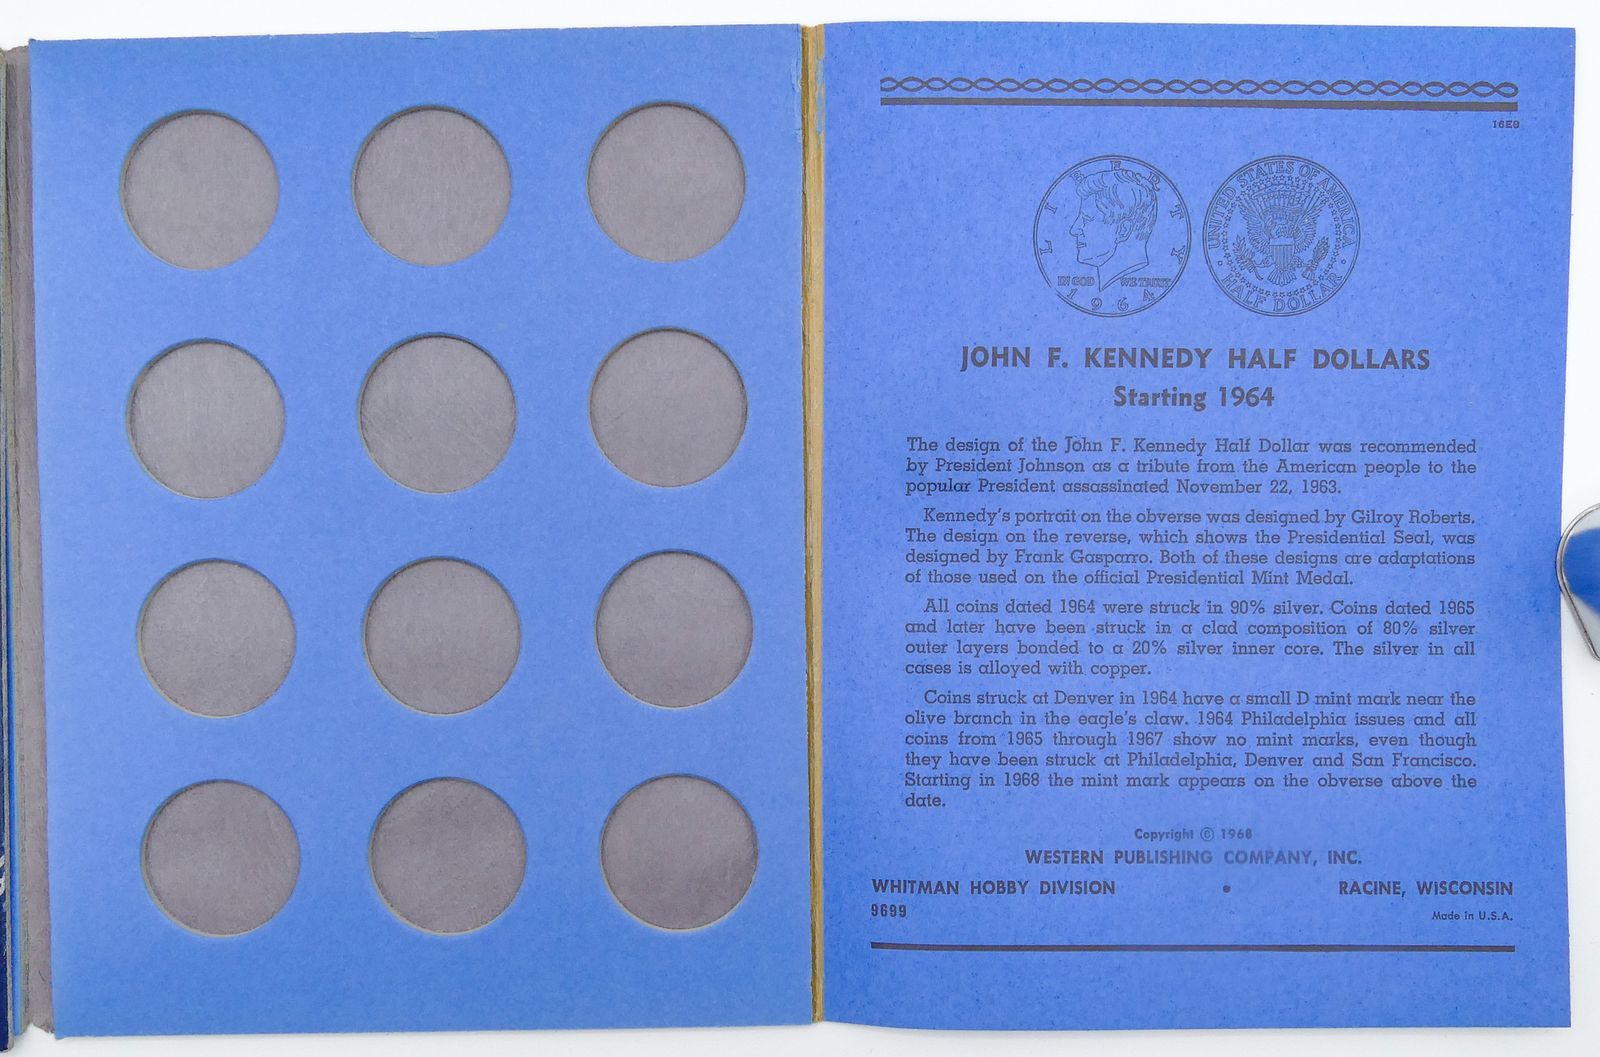 16E8
LIBERTY
IN GOD WE TRUST
1964
UNITED STATES OF AMERICA
HALF DOLLAR
JOHN F. KENNEDY HALF DOLLARS
Starting 1964
The design of the John F. Kennedy Half Dollar was recommended
by President Johnson as a tribute from the American people to the
popular President assassinated November 22, 1963.
Kennedy's portrait on the obverse was designed by Gilroy Roberts.
The design on the reverse, which shows the Presidential Seal, was
designed by Frank Gasparro. Both of these designs are adaptations
of those used on the official Presidential Mint Medal.
All coins dated 1964 were struck in 90% silver. Coins dated 1965
and later have been struck in a clad composition of 80% silver
outer layers bonded to a 20% silver inner core. The silver in all
cases is alloyed with copper.
Coins struck at Denver in 1964 have a small D mint mark near the
olive branch in the eagle's claw. 1964 Philadelphia issues and all
coins from 1965 through 1967 show no mint marks, even though
they have been struck at Philadelphia, Denver and San Francisco.
Starting in 1968 the mint mark appears on the obverse above the
date.
Copyright © 1968
WESTERN PUBLISHING COMPANY, INC.
WHITMAN HOBBY DIVISION • RACINE, WISCONSIN
9699 Made in U.S.A.